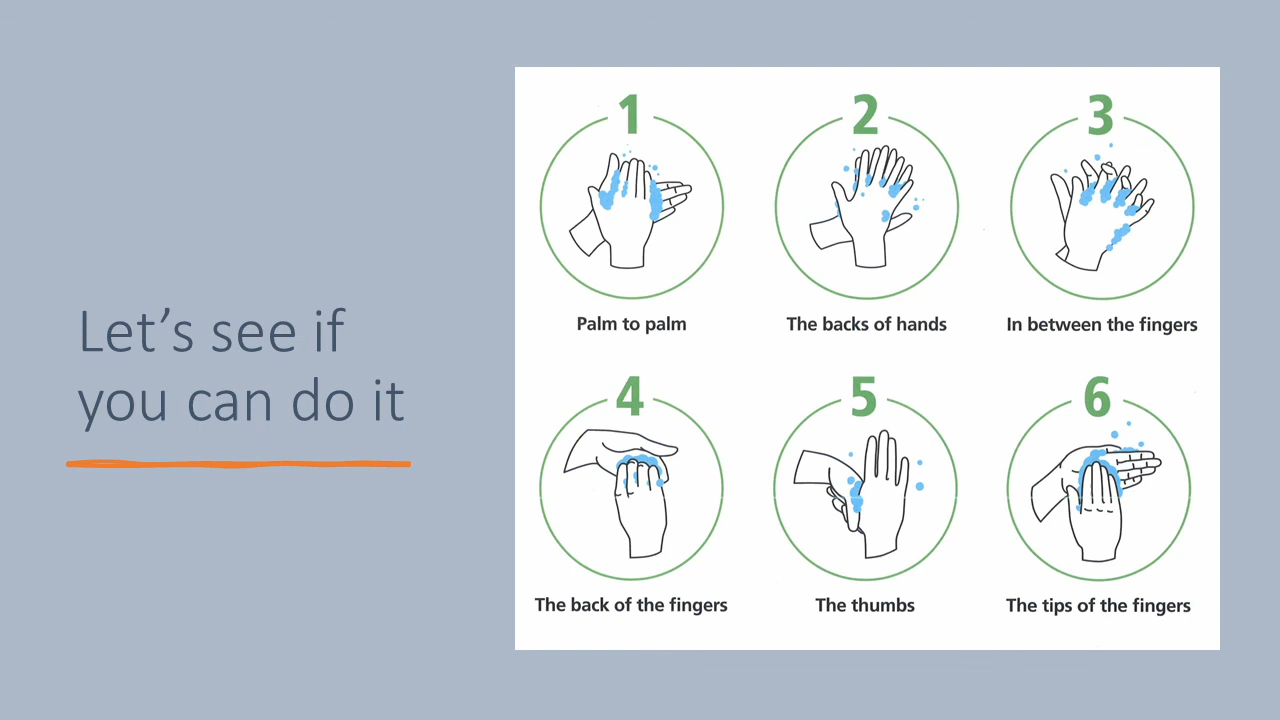 Let’s see if
you can do it
1
Palm to palm
2
The backs of hands
3
In between the fingers
4
The back of the fingers
5
The thumbs
6
The tips of the fingers